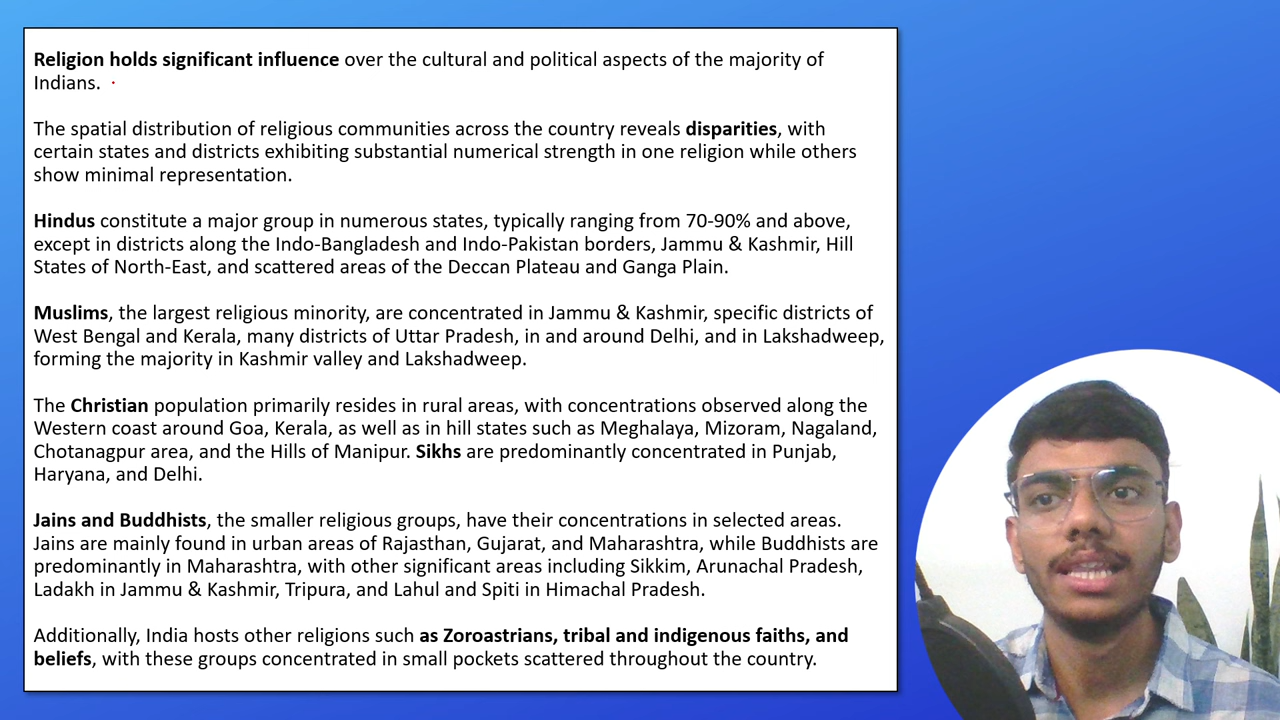 Religion holds significant influence over the cultural and political aspects of the majority of
Indians.
The spatial distribution of religious communities across the country reveals disparities, with
certain states and districts exhibiting substantial numerical strength in one religion while others
show minimal representation.
Hindus constitute a major group in numerous states, typically ranging from 70-90% and above,
except in districts along the Indo-Bangladesh and Indo-Pakistan borders, Jammu & Kashmir, Hill
States of North-East, and scattered areas of the Deccan Plateau and Ganga Plain.
Muslims, the largest religious minority, are concentrated in Jammu & Kashmir, specific districts of
West Bengal and Kerala, many districts of Uttar Pradesh, in and around Delhi, and in Lakshadweep,
forming the majority in Kashmir valley and Lakshadweep.
The Christian population primarily resides in rural areas, with concentrations observed along the
Western coast around Goa, Kerala, as well as in hill states such as Meghalaya, Mizoram, Nagaland,
Chotanagpur area, and the Hills of Manipur. Sikhs are predominantly concentrated in Punjab,
Haryana, and Delhi.
Jains and Buddhists, the smaller religious groups, have their concentrations in selected areas.
Jains are mainly found in urban areas of Rajasthan, Gujarat, and Maharashtra, while Buddhists are
predominantly in Maharashtra, with other significant areas including Sikkim, Arunachal Pradesh,
Ladakh in Jammu & Kashmir, Tripura, and Lahul and Spiti in Himachal Pradesh.
Additionally, India hosts other religions such as Zoroastrians, tribal and indigenous faiths, and
beliefs, with these groups concentrated in small pockets scattered throughout the country.